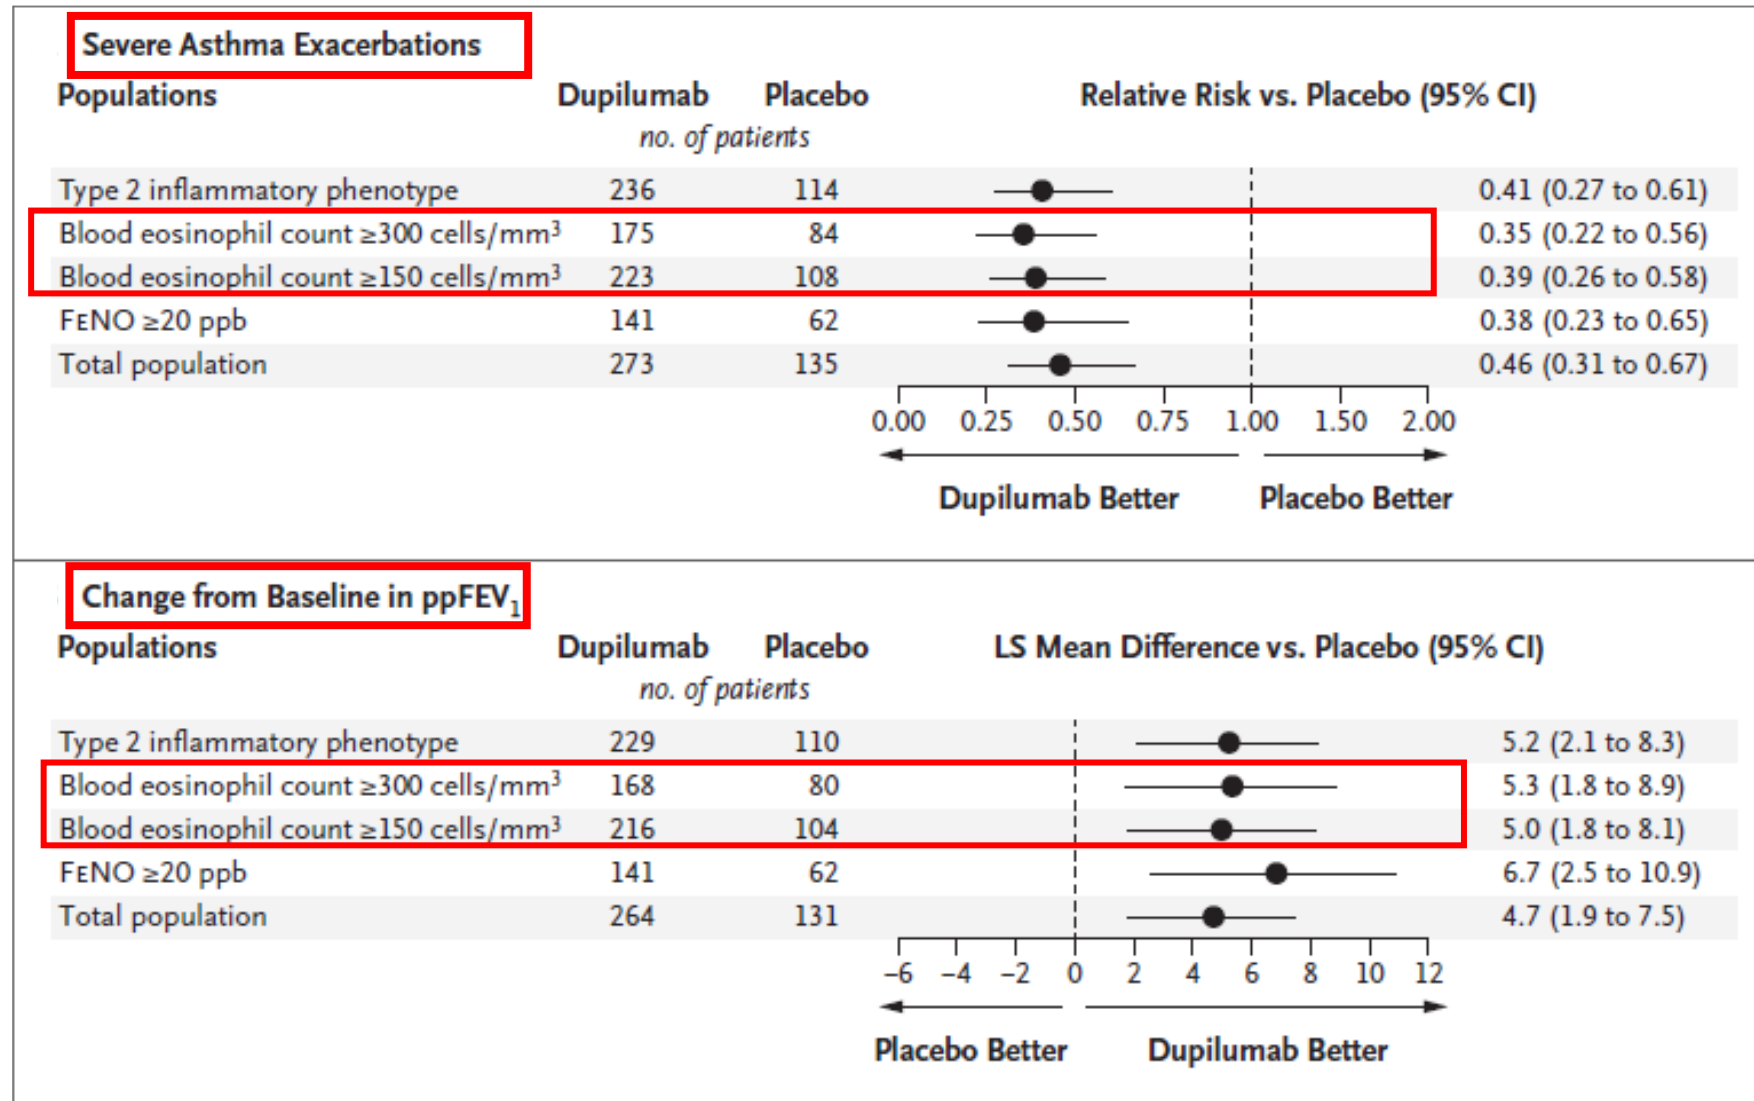 Severe Asthma Exacerbations
Populations Dupilumab Placebo Relative Risk vs. Placebo (95% CI)
no. of patients
Type 2 inflammatory phenotype 236 114 0.41 (0.27 to 0.61)
Blood eosinophil count ≥300 cells/mm³ 175 84 0.35 (0.22 to 0.56)
Blood eosinophil count ≥150 cells/mm³ 223 108 0.39 (0.26 to 0.58)
FENO ≥20 ppb 141 62 0.38 (0.23 to 0.65)
Total population 273 135 0.46 (0.31 to 0.67)
0.00 0.25 0.50 0.75 1.00 1.50 2.00
Dupilumab Better Placebo Better
Change from Baseline in ppFEV₁
Populations Dupilumab Placebo LS Mean Difference vs. Placebo (95% CI)
no. of patients
Type 2 inflammatory phenotype 229 110 5.2 (2.1 to 8.3)
Blood eosinophil count ≥300 cells/mm³ 168 80 5.3 (1.8 to 8.9)
Blood eosinophil count ≥150 cells/mm³ 216 104 5.0 (1.8 to 8.1)
FENO ≥20 ppb 141 62 6.7 (2.5 to 10.9)
Total population 264 131 4.7 (1.9 to 7.5)
−6 −4 −2 0 2 4 6 8 10 12
Placebo Better Dupilumab Better